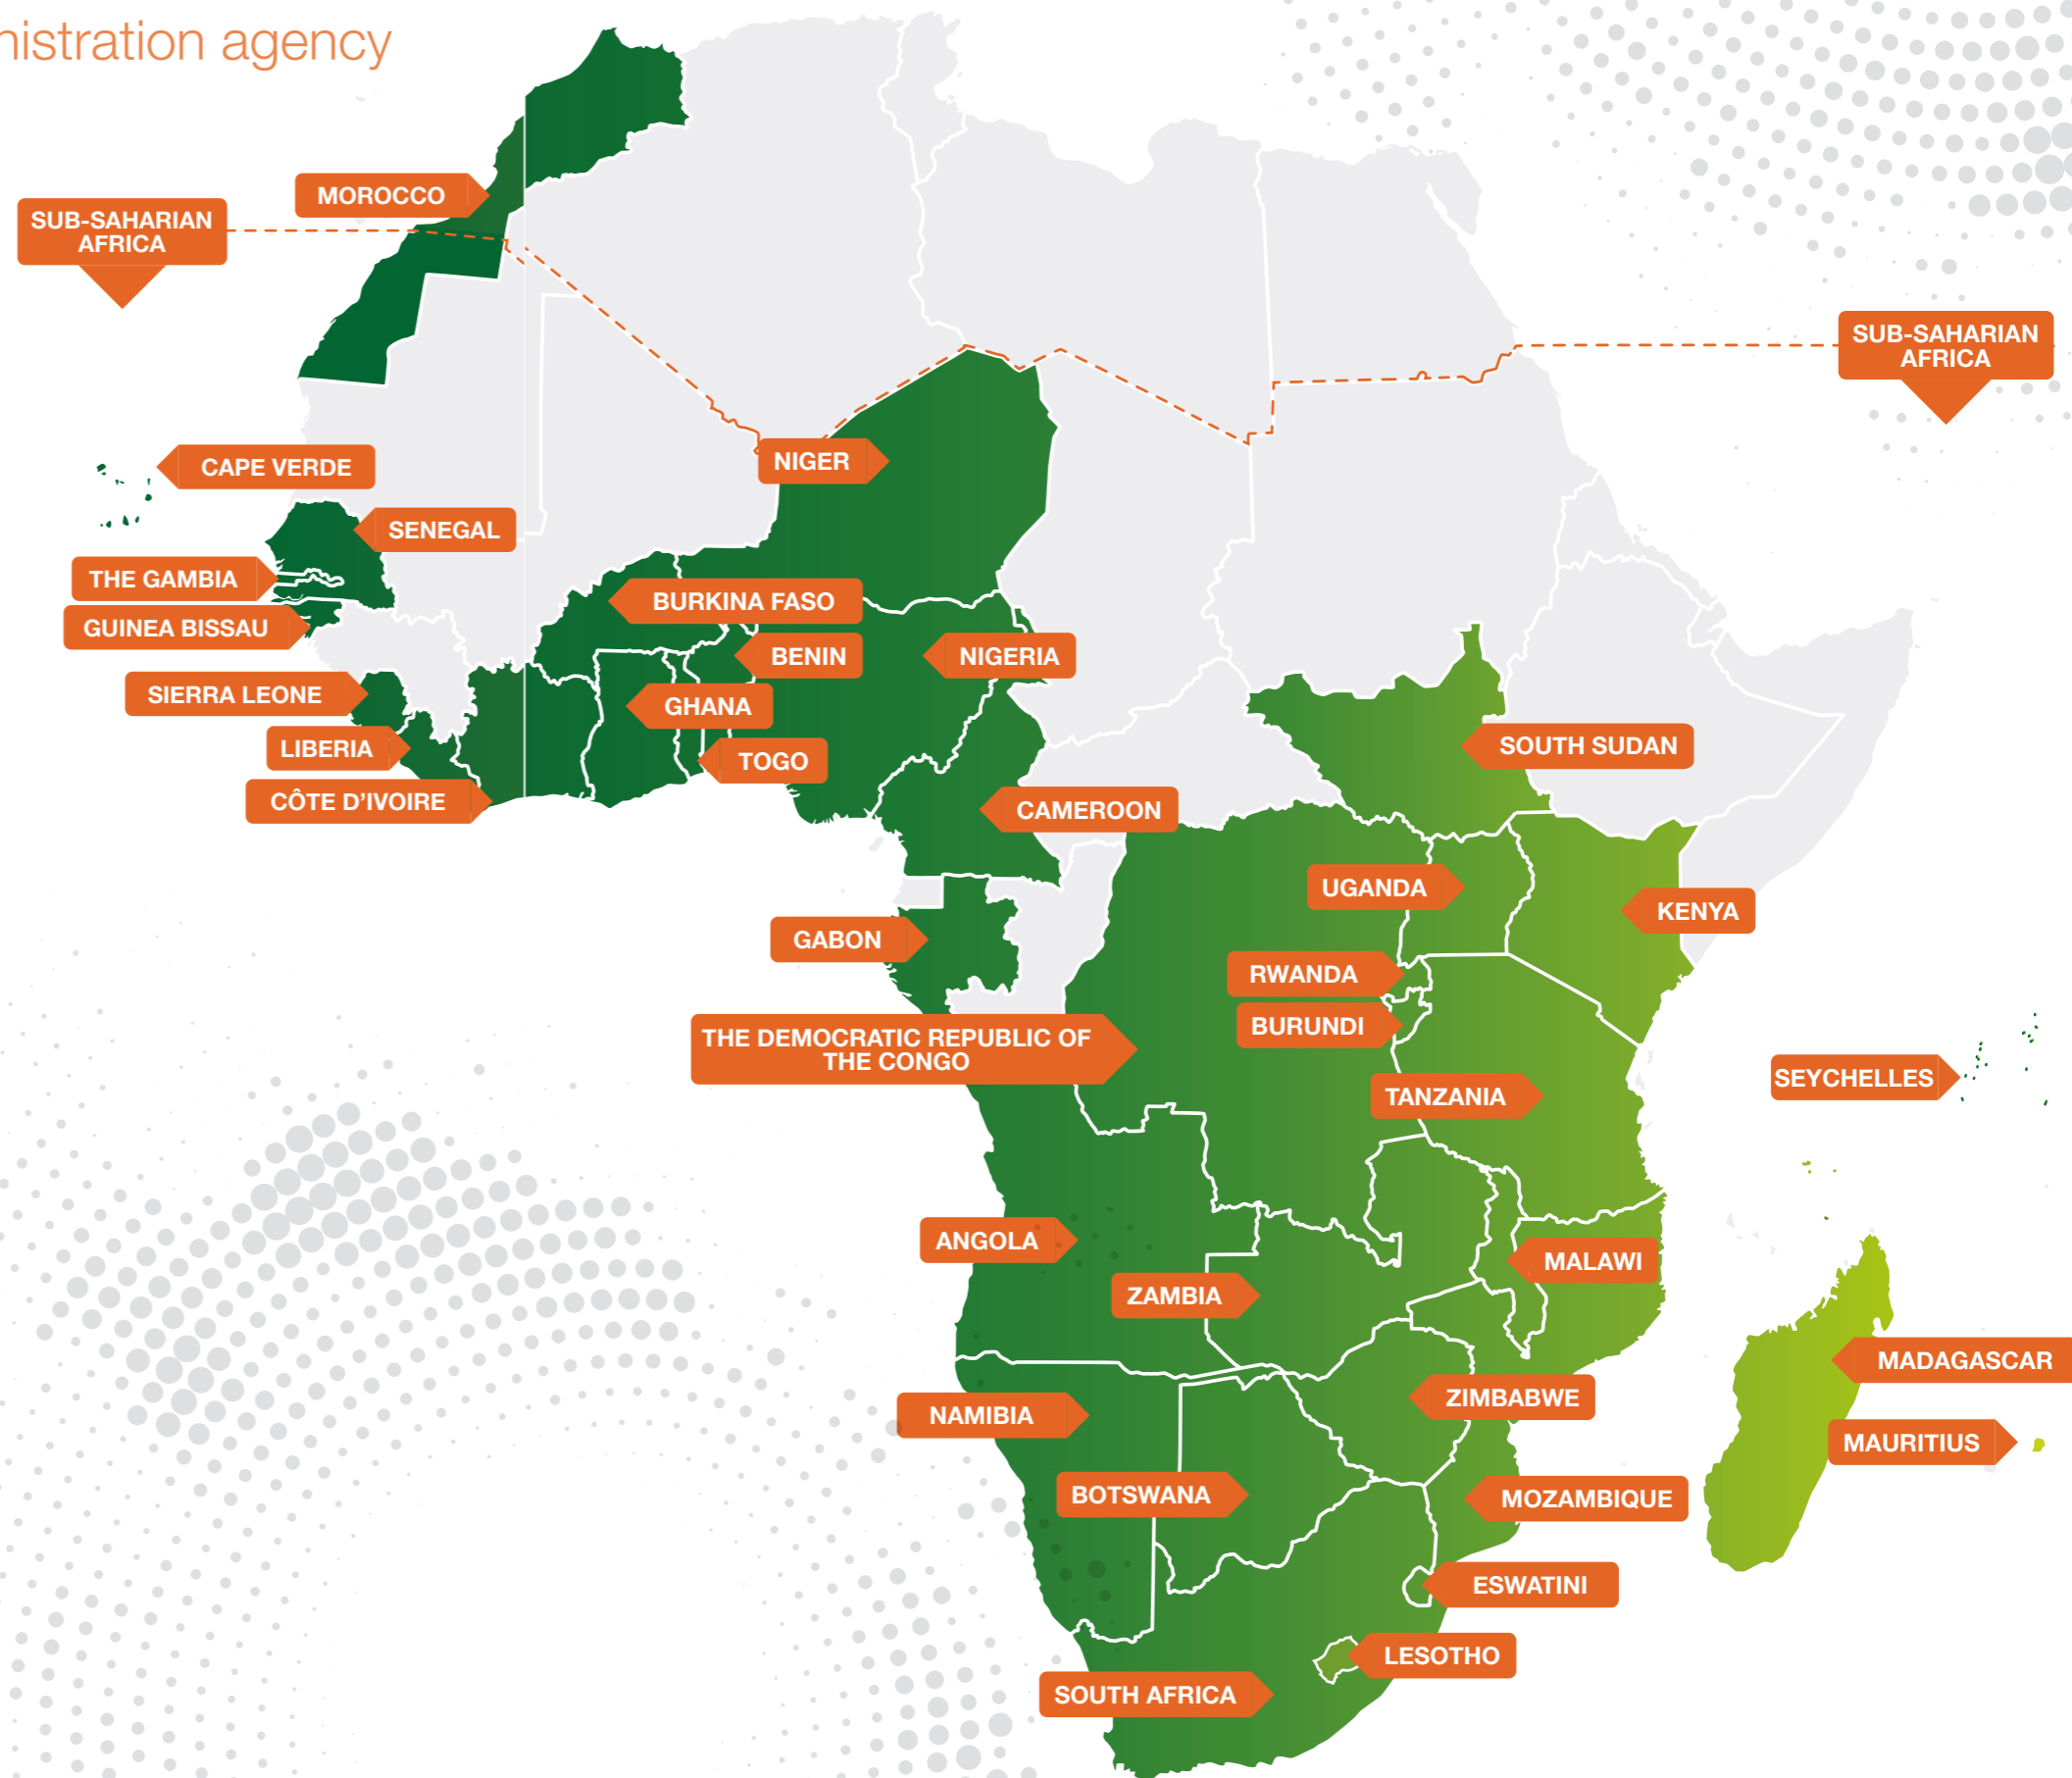 nistration agency
MOROCCO
SUB-SAHARIAN
AFRICA
SUB-SAHARIAN
AFRICA
CAPE VERDE
NIGER
SENEGAL
THE GAMBIA
BURKINA FASO
GUINEA BISSAU
BENIN
NIGERIA
SIERRA LEONE
GHANA
LIBERIA
TOGO
SOUTH SUDAN
CÔTE D'IVOIRE
CAMEROON
UGANDA
KENYA
GABON
RWANDA
BURUNDI
THE DEMOCRATIC REPUBLIC OF
THE CONGO
SEYCHELLES
TANZANIA
ANGOLA
MALAWI
ZAMBIA
MADAGASCAR
ZIMBABWE
NAMIBIA
MAURITIUS
BOTSWANA
MOZAMBIQUE
ESWATINI
LESOTHO
SOUTH AFRICA